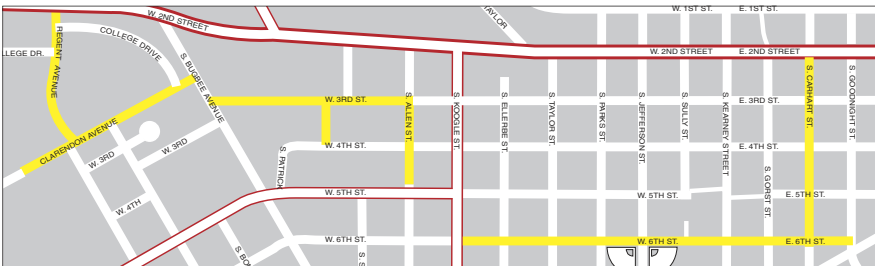 W. 1ST ST.
E. 1ST ST.
TAYLOR
W. 2ND STREET
W. 2ND STREET
E. 2ND STREET
LLEGE DR.
REGENT AVENUE
COLLEGE DRIVE
S. BUGBEE AVENUE
W. 3RD ST.
E. 3RD ST.
S. ALLEN ST.
S. KOOGLE ST.
S. ELLERBE ST.
S. TAYLOR ST.
S. PARKS ST.
S. JEFFERSON ST.
S. SULLY ST.
S. KEARNEY STREET
S. GORST ST.
S. CARHART ST.
S. GOODNIGHT ST.
CLARENDON AVENUE
W. 3RD
W. 3RD
W. 4TH ST.
E. 4TH ST.
S. PATRICK
W. 4TH
W. 5TH ST.
W. 5TH ST.
E. 5TH ST.
W. 6TH ST.
W. 6TH ST.
E. 6TH ST.
S. BO
S. S